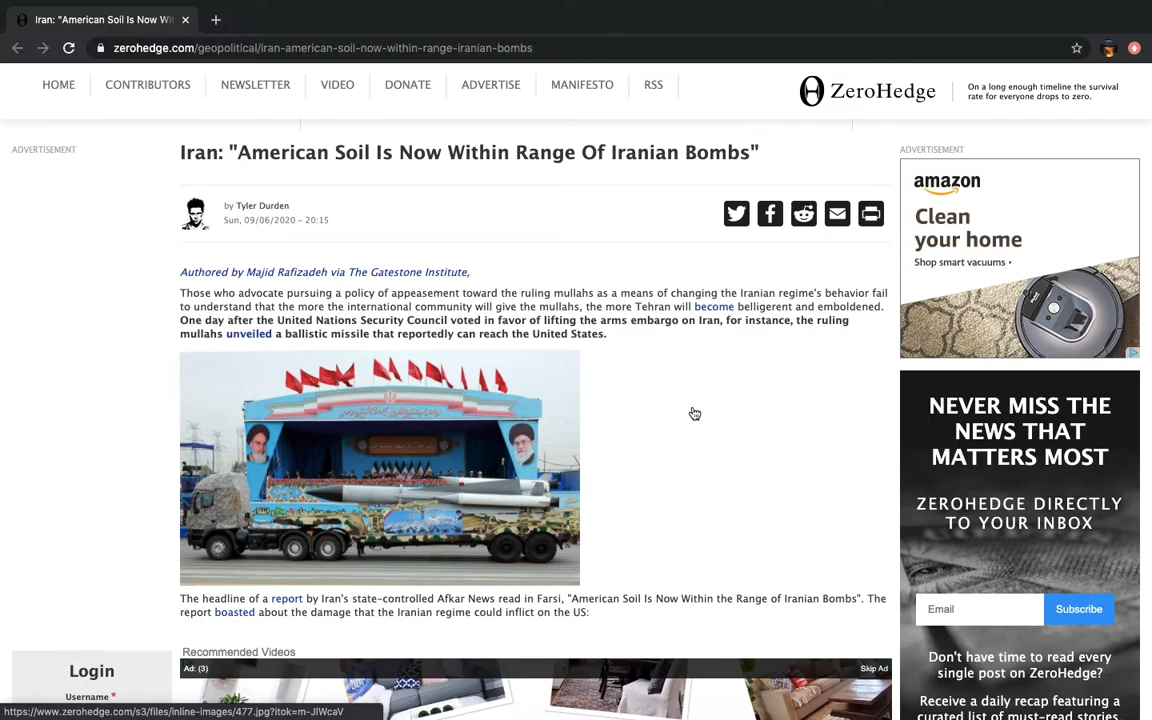 Iran: "American Soil Is Now Wit
zerohedge.com/geopolitical/iran-american-soil-now-within-range-iranian-bombs
HOME
CONTRIBUTORS
NEWSLETTER
VIDEO
DONATE
ADVERTISE
MANIFESTO
RSS
ZeroHedge
On a long enough timeline the survival
rate for everyone drops to zero.
ADVERTISEMENT
Iran: "American Soil Is Now Within Range Of Iranian Bombs"
by Tyler Durden
Sun, 09/06/2020 - 20:15
Authored by Majid Rafizadeh via The Gatestone Institute,
Those who advocate pursuing a policy of appeasement toward the ruling mullahs as a means of changing the Iranian regime's behavior fail
to understand that the more the international community will give the mullahs, the more Tehran will become belligerent and emboldened.
One day after the United Nations Security Council voted in favor of lifting the arms embargo on Iran, for instance, the ruling
mullahs unveiled a ballistic missile that reportedly can reach the United States.
The headline of a report by Iran's state-controlled Afkar News read in Farsi, "American Soil Is Now Within the Range of Iranian Bombs". The
report boasted about the damage that the Iranian regime could inflict on the US:
Recommended Videos
Ad: (3)
Skip Ad
Login
Username *
https://www.zerohedge.com/s3/files/inline-images/477.jpg?itok=m-JIWcaV
ADVERTISEMENT
amazon
Clean
your home
Shop smart vacuums
NEVER MISS THE
NEWS THAT
MATTERS MOST
ZEROHEDGE DIRECTLY
TO YOUR INBOX
Email
Subscribe
Don't have time to read every
single post on ZeroHedge?
Receive a daily recap featuring a
curated list of must-read stories.